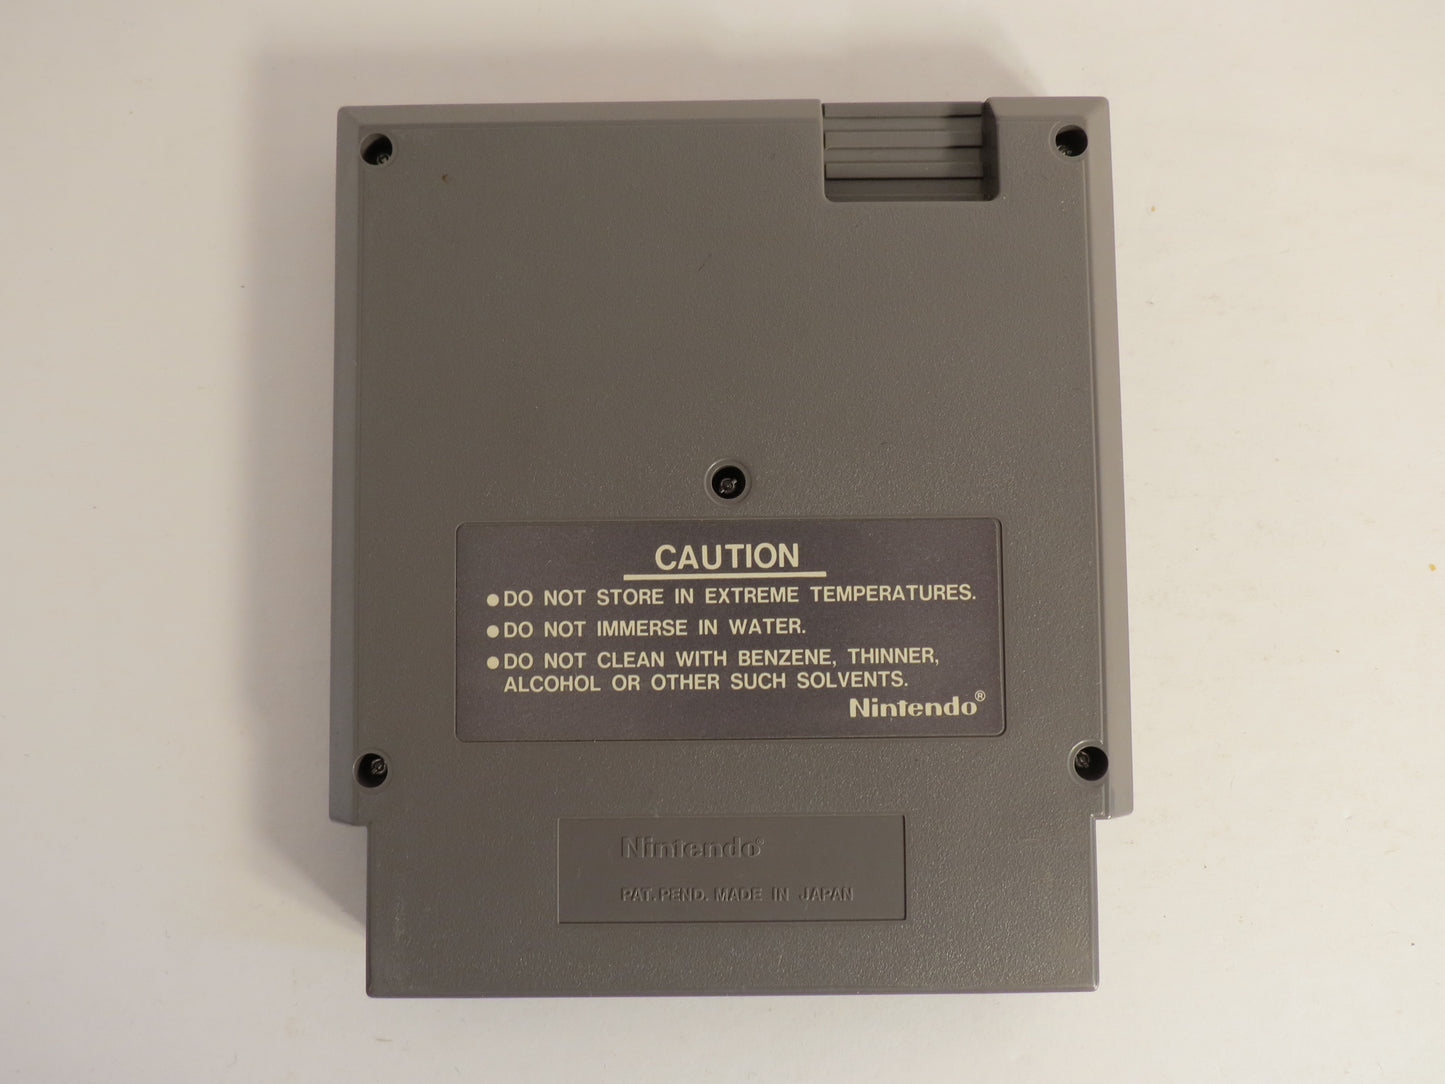 CAUTION
● DO NOT STORE IN EXTREME TEMPERATURES.
● DO NOT IMMERSE IN WATER.
● DO NOT CLEAN WITH BENZENE, THINNER,
ALCOHOL OR OTHER SUCH SOLVENTS.
Nintendo®
Nintendo®
PAT. PEND. MADE IN JAPAN